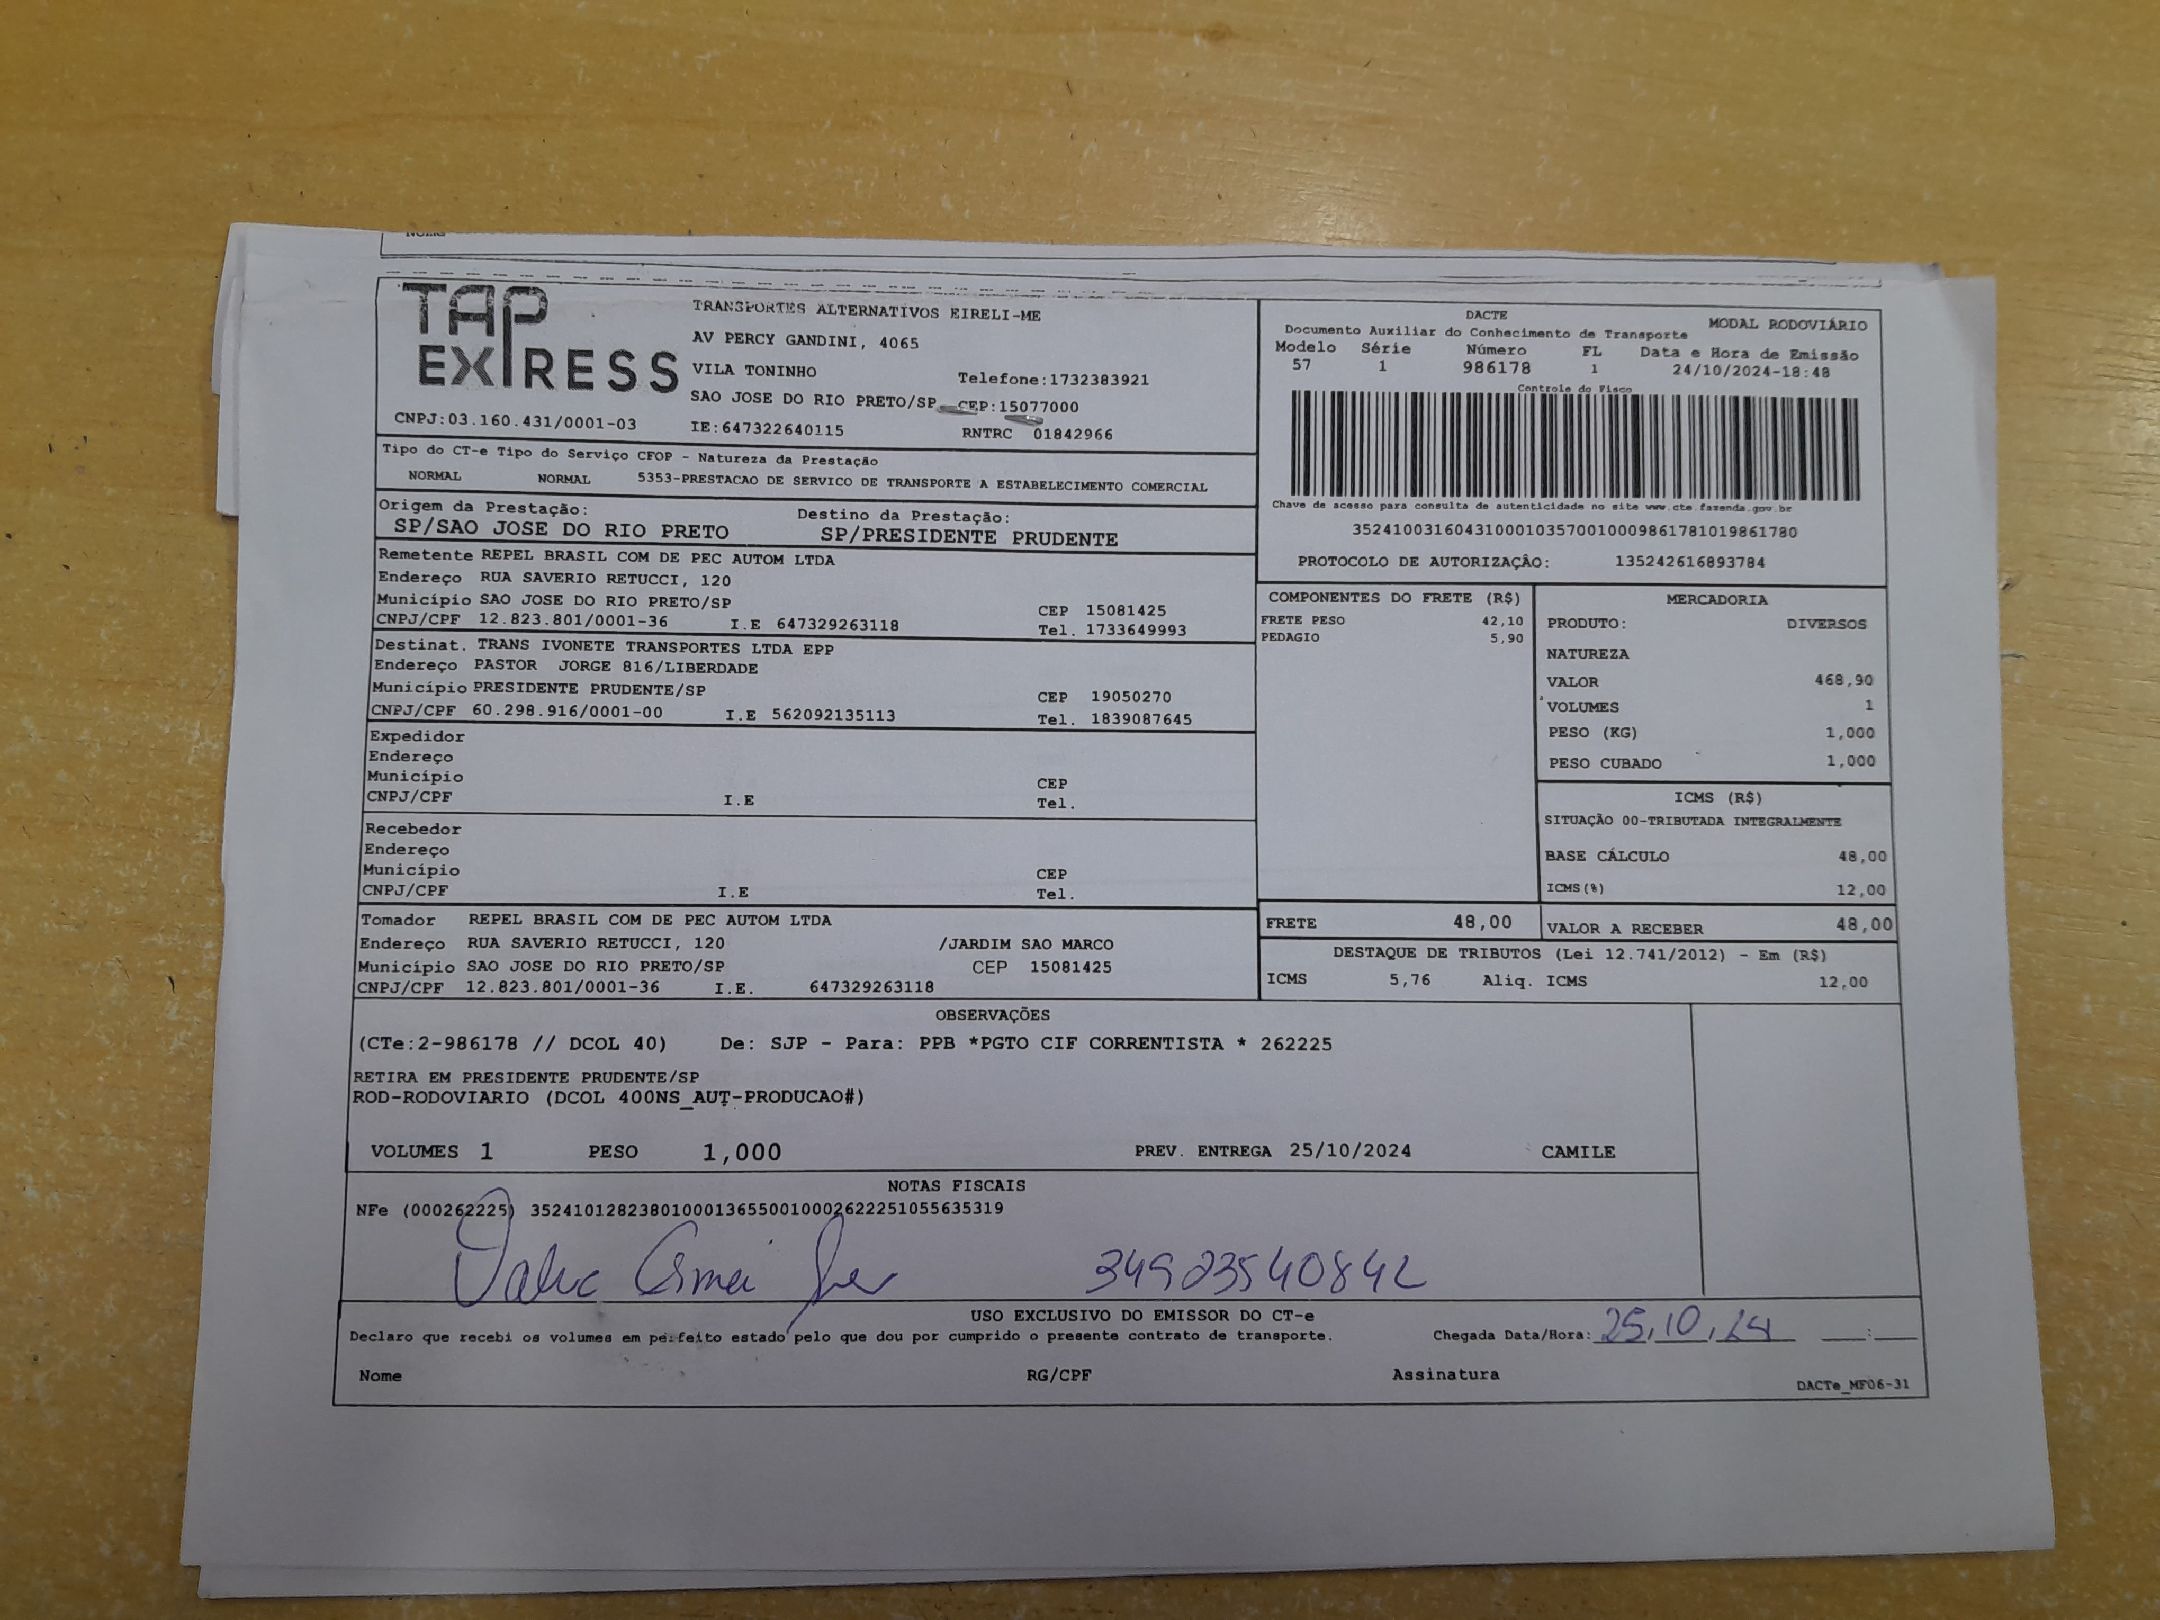 TAP
EXPRESS
CNPJ:03.160.431/0001-03
TRANSPORTES ALTERNATIVOS EIRELI-ME
AV PERCY GANDINI, 4065
VILA TONINHO
Telefone:1732383921
SAO JOSE DO RIO PRETO/SP CEP:15077000
IE:647322640115 RNTRC 01842966
DACTE
Documento Auxiliar do Conhecimento de Transporte MODAL RODOVIÁRIO
Modelo Série Número FL Data e Hora de Emissão
57 1 986178 1 24/10/2024-18:48
Controle do Fisco
Chave de acesso para consulta de autenticidade no site www.cte.fazenda.gov.br
35241003160431000103570010009861781019861780
PROTOCOLO DE AUTORIZAÇÂO: 135242616893784
Tipo do CT-e Tipo do Serviço CFOP - Natureza da Prestação
NORMAL NORMAL 5353-PRESTACAO DE SERVICO DE TRANSPORTE A ESTABELECIMENTO COMERCIAL
Origem da Prestação: Destino da Prestação:
SP/SAO JOSE DO RIO PRETO SP/PRESIDENTE PRUDENTE
Remetente REPEL BRASIL COM DE PEC AUTOM LTDA
Endereço RUA SAVERIO RETUCCI, 120
Município SAO JOSE DO RIO PRETO/SP CEP 15081425
CNPJ/CPF 12.823.801/0001-36 I.E 647329263118 Tel. 1733649993
Destinat. TRANS IVONETE TRANSPORTES LTDA EPP
Endereço PASTOR JORGE 816/LIBERDADE
Município PRESIDENTE PRUDENTE/SP CEP 19050270
CNPJ/CPF 60.298.916/0001-00 I.E 562092135113 Tel. 1839087645
Expedidor
Endereço
Município CEP
CNPJ/CPF I.E Tel.
Recebedor
Endereço
Município CEP
CNPJ/CPF I.E Tel.
Tomador REPEL BRASIL COM DE PEC AUTOM LTDA
Endereço RUA SAVERIO RETUCCI, 120 /JARDIM SAO MARCO
Município SAO JOSE DO RIO PRETO/SP CEP 15081425
CNPJ/CPF 12.823.801/0001-36 I.E. 647329263118
COMPONENTES DO FRETE (R$)
FRETE PESO 42,10
PEDAGIO 5,90
MERCADORIA
PRODUTO: DIVERSOS
NATUREZA
VALOR 468,90
VOLUMES 1
PESO (KG) 1,000
PESO CUBADO 1,000
ICMS (R$)
SITUAÇÃO 00-TRIBUTADA INTEGRALMENTE
BASE CÁLCULO 48,00
ICMS(%) 12,00
FRETE 48,00 VALOR A RECEBER 48,00
DESTAQUE DE TRIBUTOS (Lei 12.741/2012) - Em (R$)
ICMS 5,76 Aliq. ICMS 12,00
OBSERVAÇÕES
(CTe:2-986178 // DCOL 40) De: SJP - Para: PPB *PGTO CIF CORRENTISTA * 262225
RETIRA EM PRESIDENTE PRUDENTE/SP
ROD-RODOVIARIO (DCOL 400NS_AUT-PRODUCAO#)
VOLUMES 1 PESO 1,000 PREV. ENTREGA 25/10/2024 CAMILE
NOTAS FISCAIS
NFe (000262225) 35241012823801000136550010002622251055635319
34923540842
USO EXCLUSIVO DO EMISSOR DO CT-e
Declaro que recebi os volumes em perfeito estado pelo que dou por cumprido o presente contrato de transporte. Chegada Data/Hora: 25.10.24 :
Nome RG/CPF Assinatura
DACTe_MF06-31